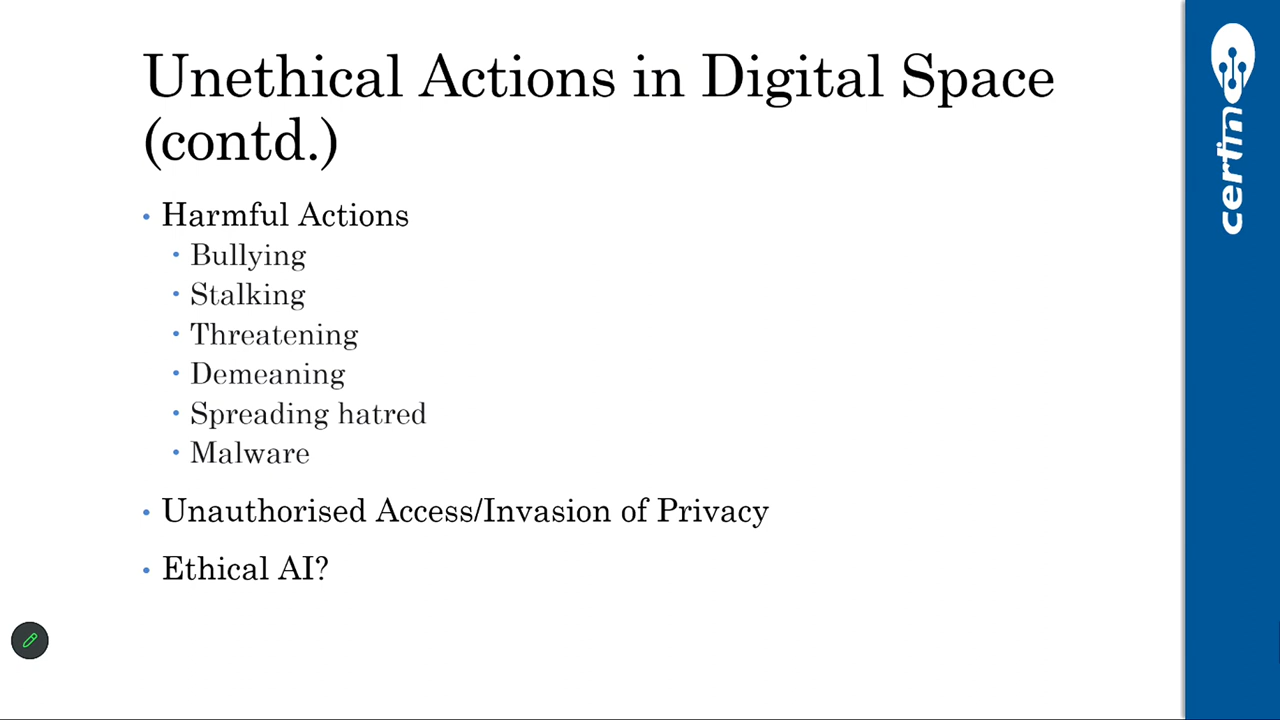 Unethical Actions in Digital Space
(contd.)
• Harmful Actions
• Bullying
• Stalking
• Threatening
• Demeaning
• Spreading hatred
• Malware
• Unauthorised Access/Invasion of Privacy
• Ethical AI?
certin